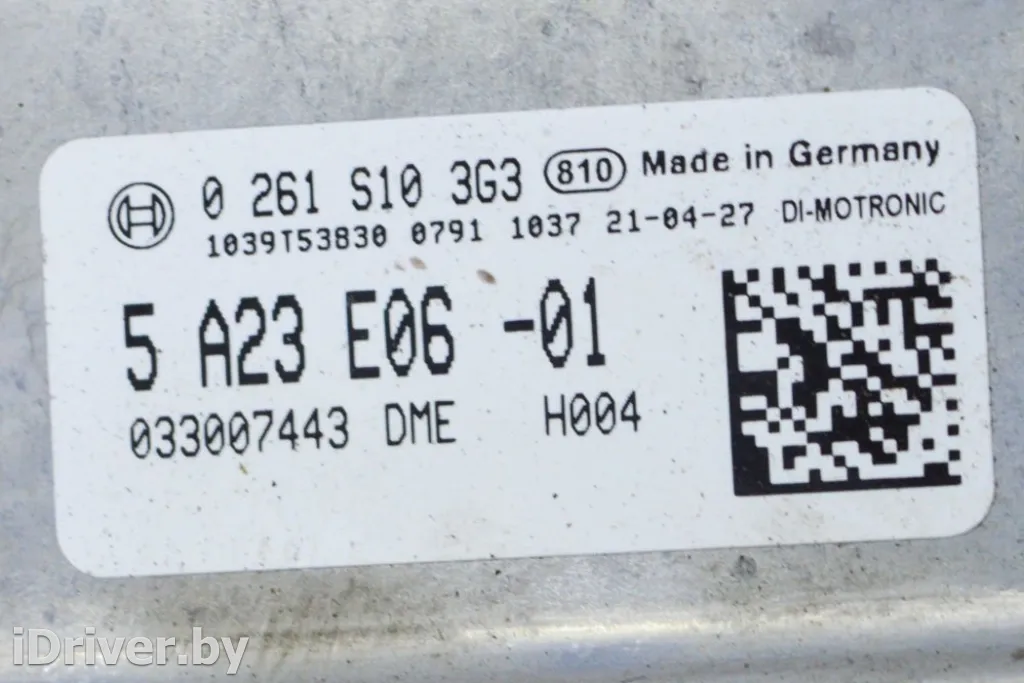 0 261 S10 3G3 810 Made in Germany
1039T53830 0791 1037 21-04-27 DI-MOTRONIC
5 A23 E06 -01
033007443 DME H004
iDriver.by